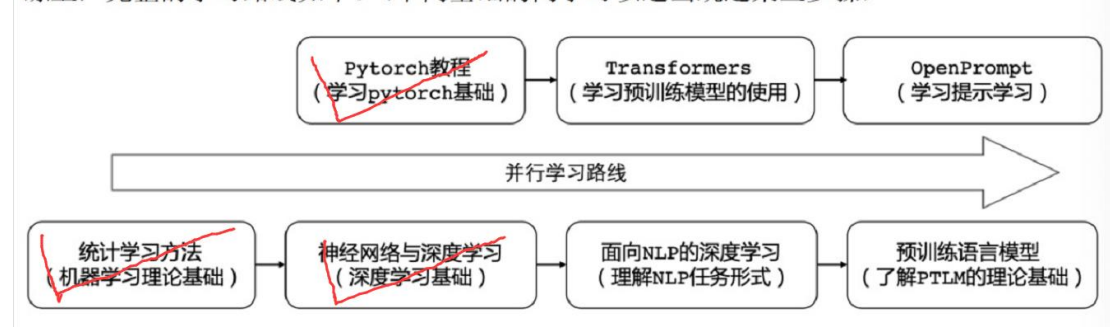 Pytorch教程
(学习pytorch基础)
Transformers
(学习预训练模型的使用)
OpenPrompt
(学习提示学习)
并行学习路线
统计学习方法
(机器学习理论基础)
神经网络与深度学习
(深度学习基础)
面向NLP的深度学习
(理解NLP任务形式)
预训练语言模型
(了解PTLM的理论基础)